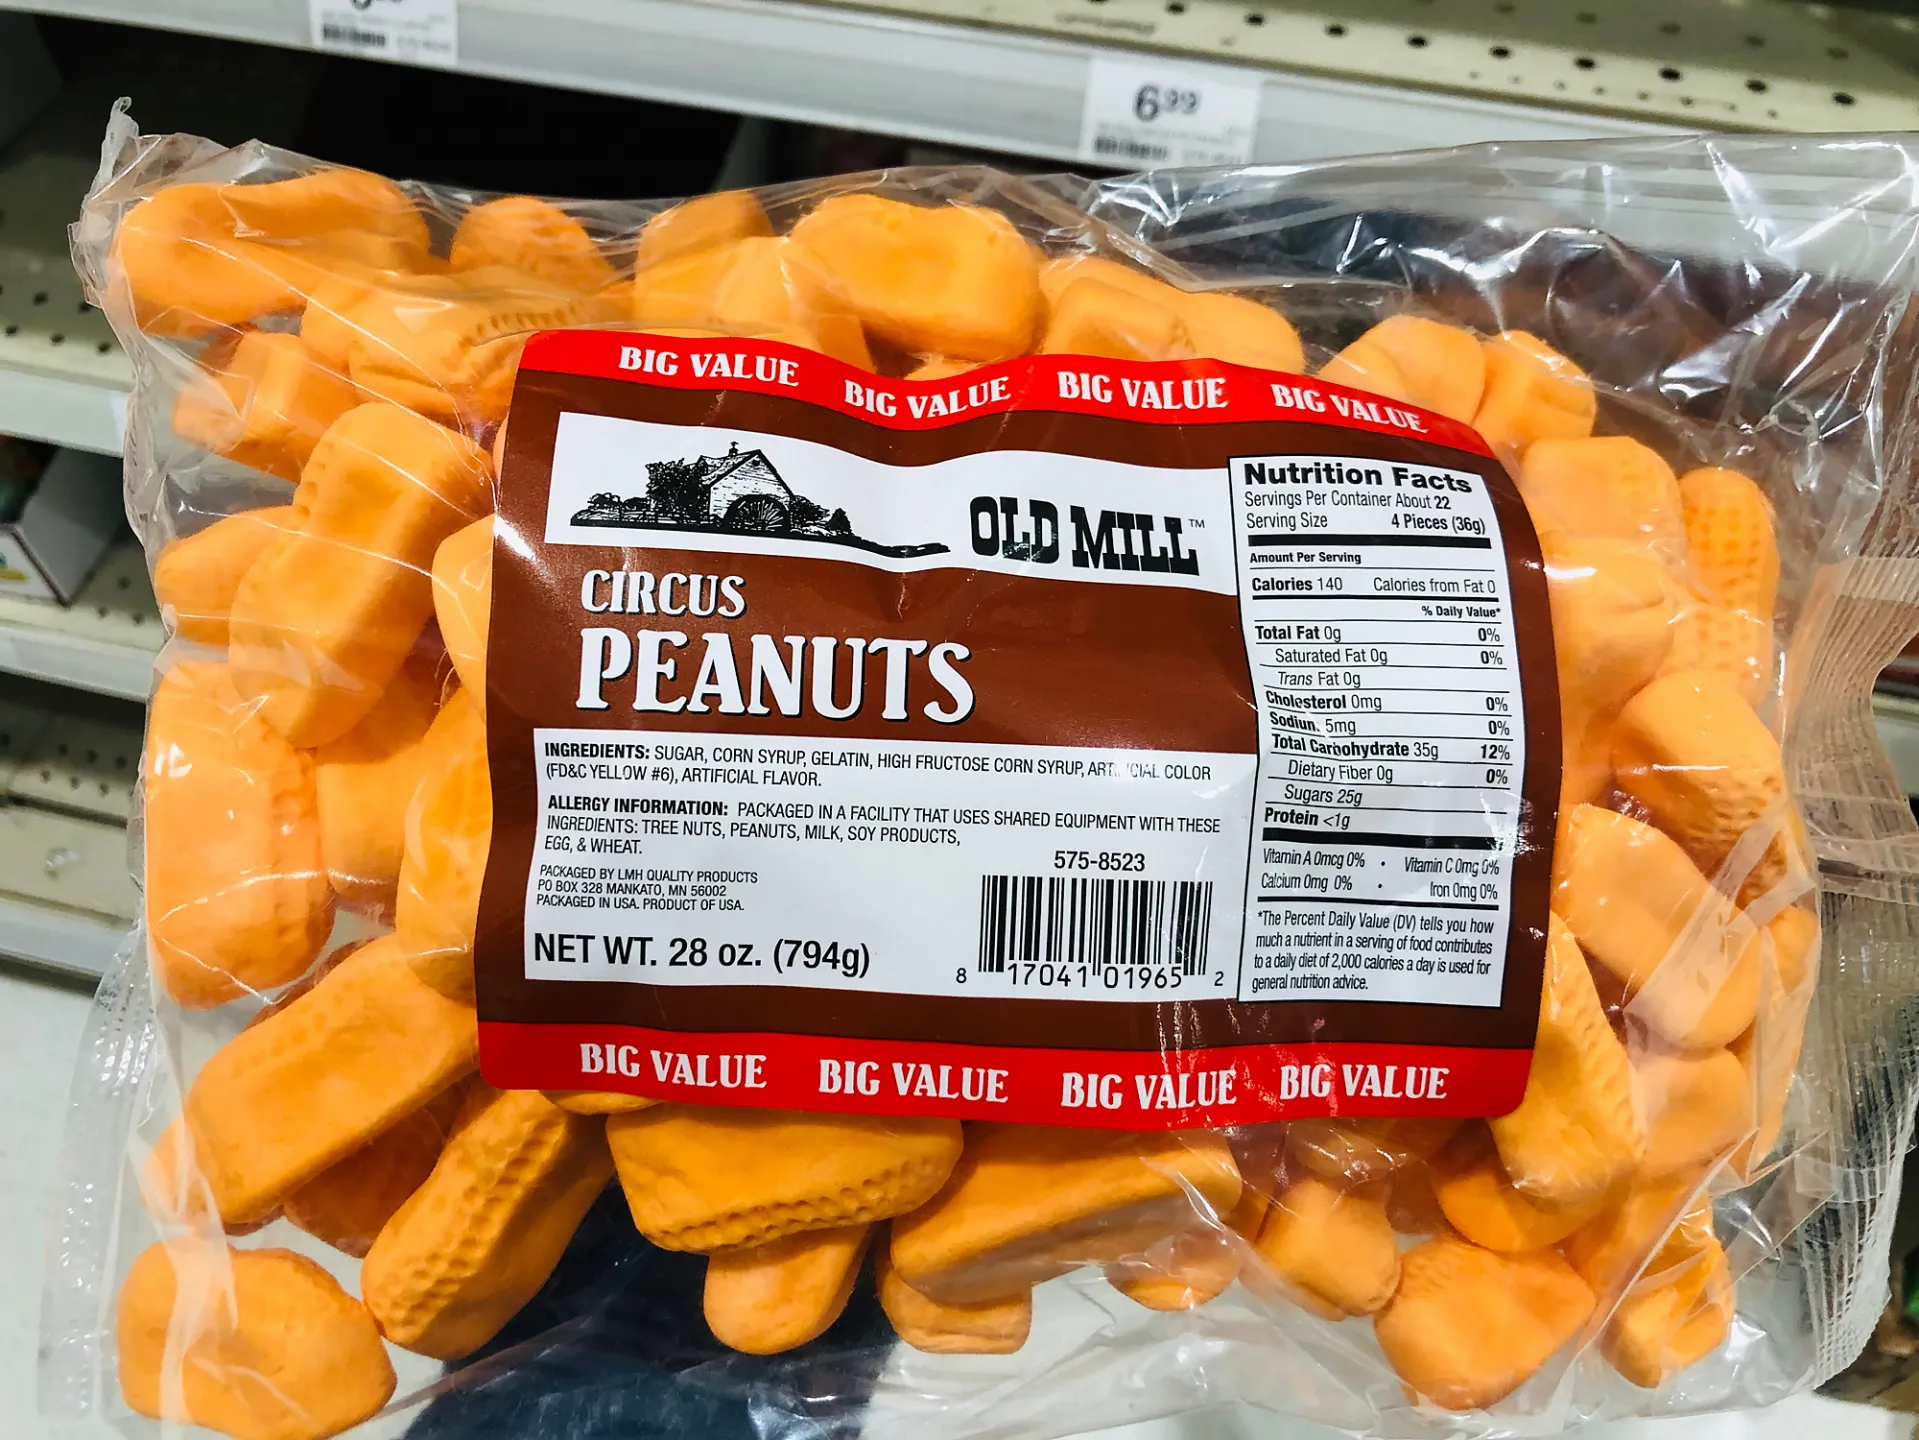 6⁹⁹
BIG VALUE BIG VALUE BIG VALUE BIG VALUE
OLD MILL™
CIRCUS
PEANUTS
INGREDIENTS: SUGAR, CORN SYRUP, GELATIN, HIGH FRUCTOSE CORN SYRUP, ARTIFICIAL COLOR
(FD&C YELLOW #6), ARTIFICIAL FLAVOR.
ALLERGY INFORMATION: PACKAGED IN A FACILITY THAT USES SHARED EQUIPMENT WITH THESE
INGREDIENTS: TREE NUTS, PEANUTS, MILK, SOY PRODUCTS,
EGG, & WHEAT.
PACKAGED BY LMH QUALITY PRODUCTS
PO BOX 328 MANKATO, MN 56002
PACKAGED IN USA. PRODUCT OF USA.
NET WT. 28 oz. (794g)
575-8523
8 17041 01965 2
Nutrition Facts
Servings Per Container About 22
Serving Size 4 Pieces (36g)
Amount Per Serving
Calories 140 Calories from Fat 0
% Daily Value*
Total Fat 0g 0%
Saturated Fat 0g 0%
Trans Fat 0g
Cholesterol 0mg 0%
Sodium 5mg 0%
Total Carbohydrate 35g 12%
Dietary Fiber 0g 0%
Sugars 25g
Protein <1g
Vitamin A 0mcg 0% • Vitamin C 0mg 0%
Calcium 0mg 0% • Iron 0mg 0%
*The Percent Daily Value (DV) tells you how
much a nutrient in a serving of food contributes
to a daily diet of 2,000 calories a day is used for
general nutrition advice.
BIG VALUE BIG VALUE BIG VALUE BIG VALUE